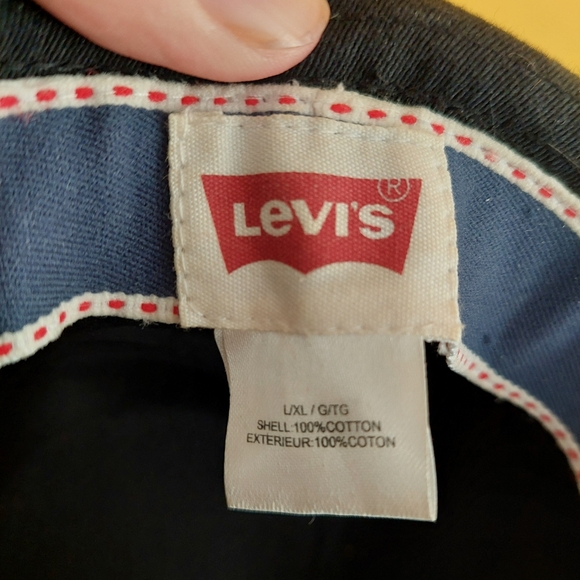 LEVI'S®
L/XL / G/TG
SHELL:100%COTTON
EXTERIEUR:100%COTON